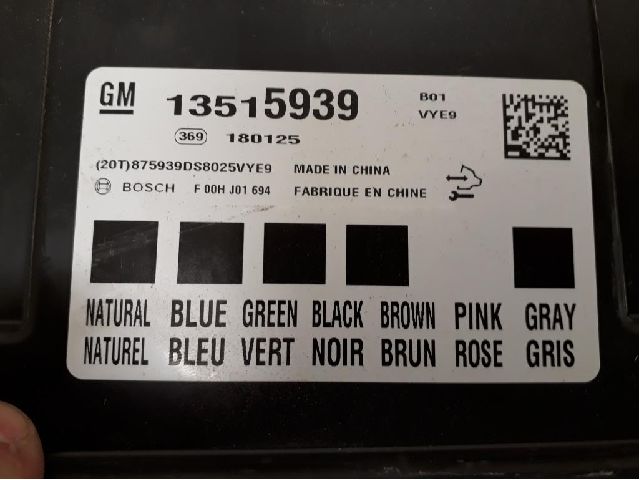 GM 13515939 B01
VYE9
369 180125
(20T)875939DS8025VYE9 MADE IN CHINA
BOSCH F 00H J01 694 FABRIQUE EN CHINE
NATURAL BLUE GREEN BLACK BROWN PINK GRAY
NATUREL BLEU VERT NOIR BRUN ROSE GRIS